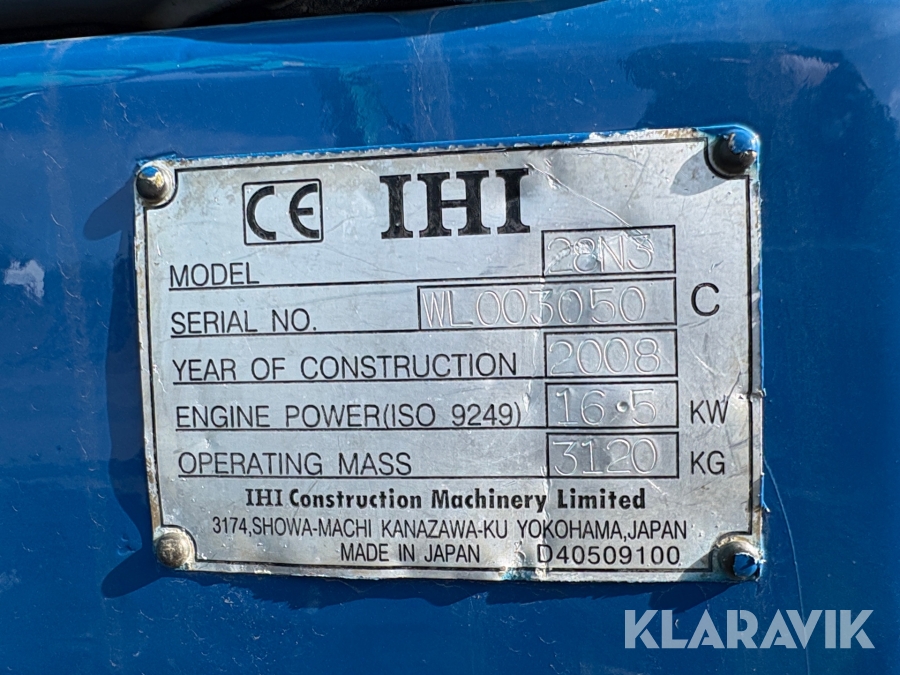 CE IHI
MODEL 28N3
SERIAL NO. WL003050 C
YEAR OF CONSTRUCTION 2008
ENGINE POWER(ISO 9249) 16.5 KW
OPERATING MASS 3120 KG
IHI Construction Machinery Limited
3174,SHOWA-MACHI KANAZAWA-KU YOKOHAMA,JAPAN
MADE IN JAPAN D40509100
KLARAVIK